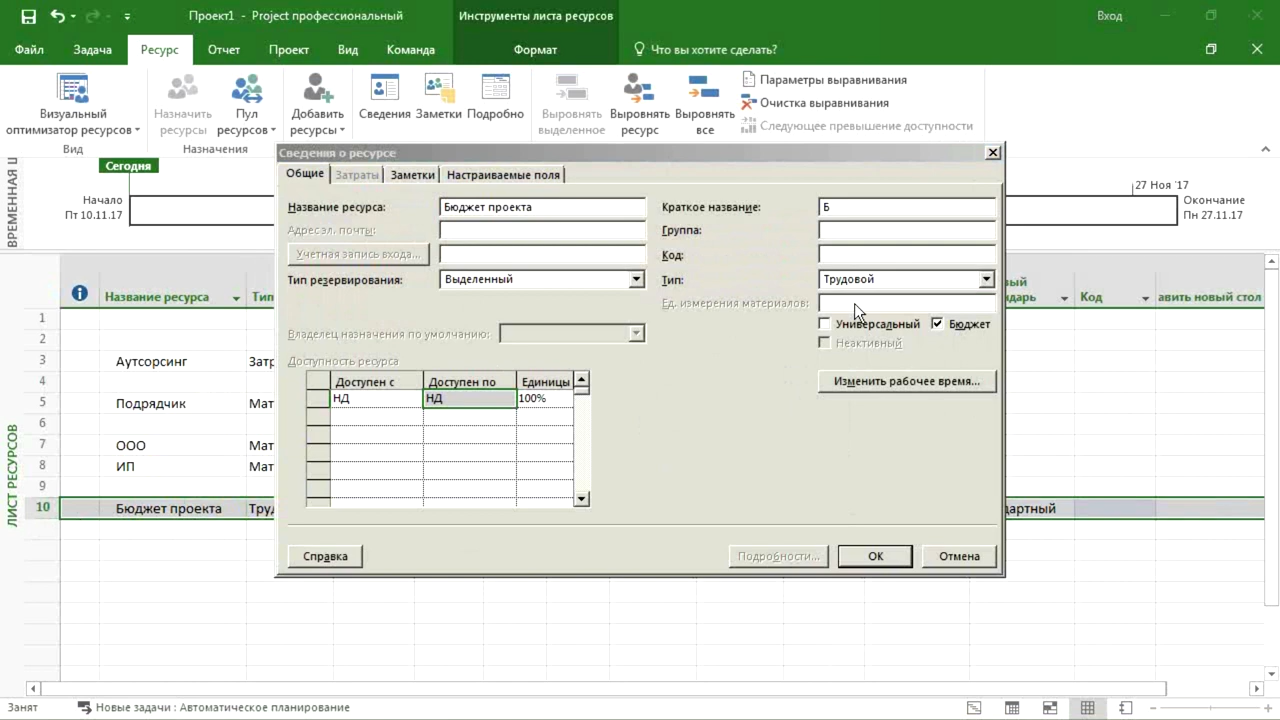 Проект1 - Project профессиональный
Инструменты листа ресурсов
Вход
Файл Задача Ресурс Отчет Проект Вид Команда Формат Что вы хотите сделать?
Визуальный оптимизатор ресурсов
Назначить ресурсы
Пул ресурсов
Добавить ресурсы
Сведения
Заметки
Подробно
Выровнять выделенное
Выровнять ресурс
Выровнять все
Параметры выравнивания
Очистка выравнивания
Следующее превышение доступности
Вид
Назначения
Сегодня
ВРЕМЕННАЯ
Начало
Пт 10.11.17
27 Ноя '17
Окончание
Пн 27.11.17
Сведения о ресурсе
Общие Затраты Заметки Настраиваемые поля
Название ресурса: Бюджет проекта
Краткое название: Б
Адрес эл. почты:
Группа:
Учетная запись входа...
Код:
Тип резервирования: Выделенный
Тип: Трудовой
Ед. измерения материалов:
Универсальный Бюджет
Владелец назначения по умолчанию:
Неактивный
Доступность ресурса
Изменить рабочее время...
Доступен с Доступен по Единицы
НД НД 100%
Справка
Подробности...
ОК
Отмена
ЛИСТ РЕСУРСОВ
Название ресурса Тип
Код авить новый стол
1
2
3 Аутсорсинг Затр
4
5 Подрядчик Мат
6
7 ООО Мат
8 ИП Мат
9
10 Бюджет проекта Труд дартный
Занят
Новые задачи : Автоматическое планирование